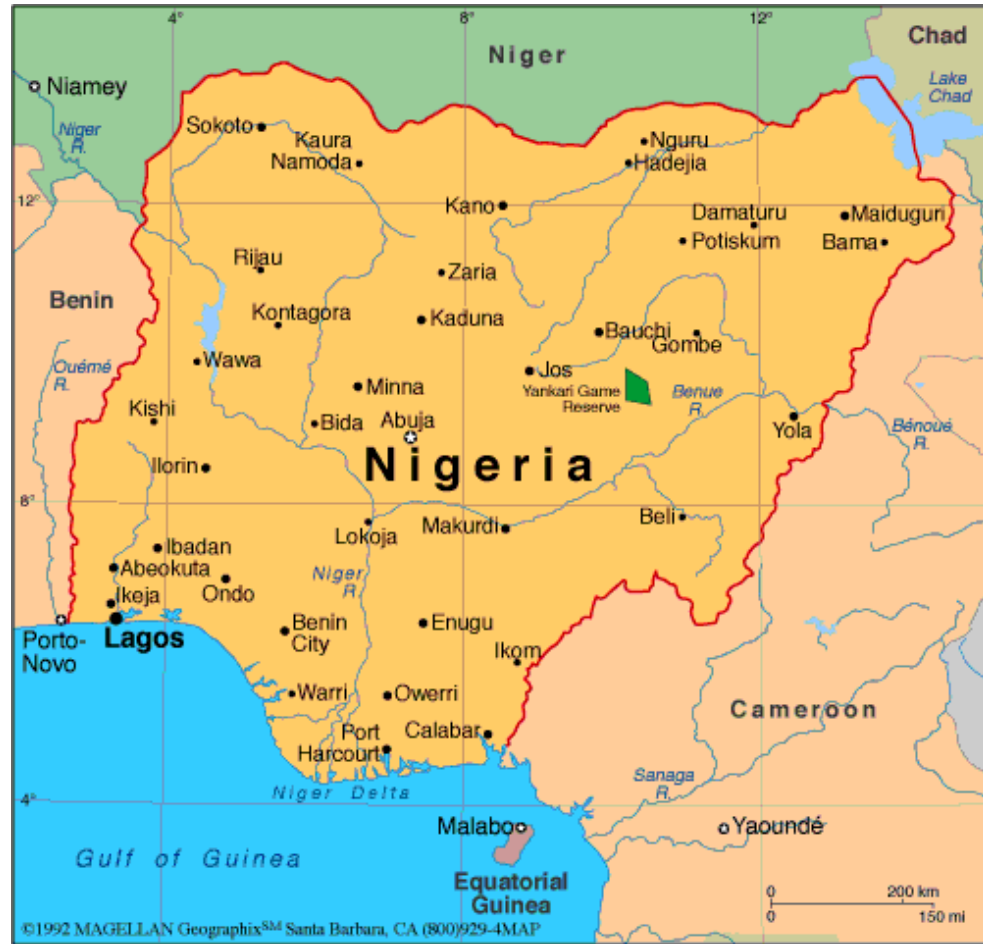 4°
8°
12°
Niger
Chad
Lake
Chad
Niamey
Niger
R.
Sokoto
Kaura
Namoda
Nguru
Hadejia
12°
Kano
Damaturu
Maiduguri
Potiskum
Bama
Rijau
Zaria
Benin
Kontagora
Kaduna
Bauchi
Gombe
Ouémé
R.
Wawa
Jos
Minna
Yankari Game
Reserve
Benue
R.
Kishi
Bida
Abuja
Yola
Bénoué
R.
Nigeria
Ilorin
8°
Lokoja
Makurdi
Beli
Ibadan
Abeokuta
Niger
R.
Ikeja
Ondo
Porto-
Novo
Lagos
Benin
City
Enugu
Ikom
Warri
Owerri
Cameroon
Port
Harcourt
Calabar
Sanaga
R.
4°
Niger Delta
Malabo
Yaoundé
Gulf of Guinea
Equatorial
Guinea
0 200 km
0 150 mi
©1992 MAGELLAN Geographix℠ Santa Barbara, CA (800)929-4MAP